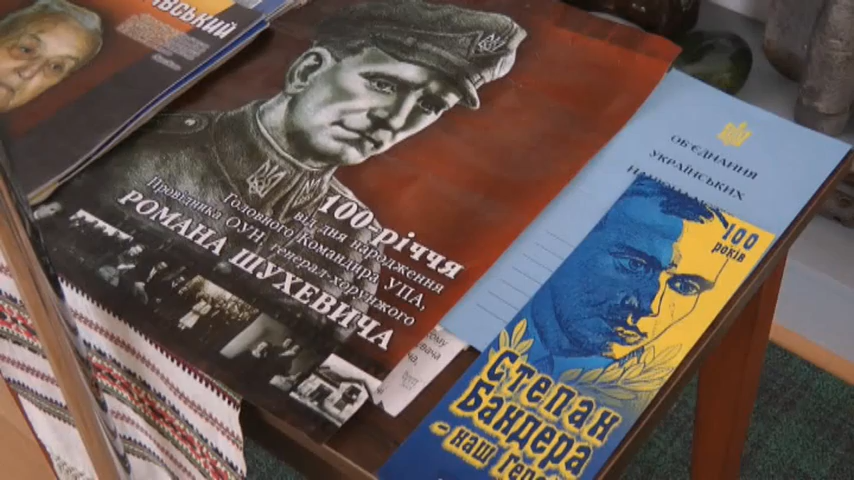 ВСЬКИЙ
100-річчя
від дня народження
Головного Командира УПА,
Провідника ОУН, генерал-хорунжого
РОМАНА ШУХЕВИЧА
ОБ'ЄДНАННЯ
УКРАЇНСЬКИХ
100
років
Степан
Бандера
- наш геро